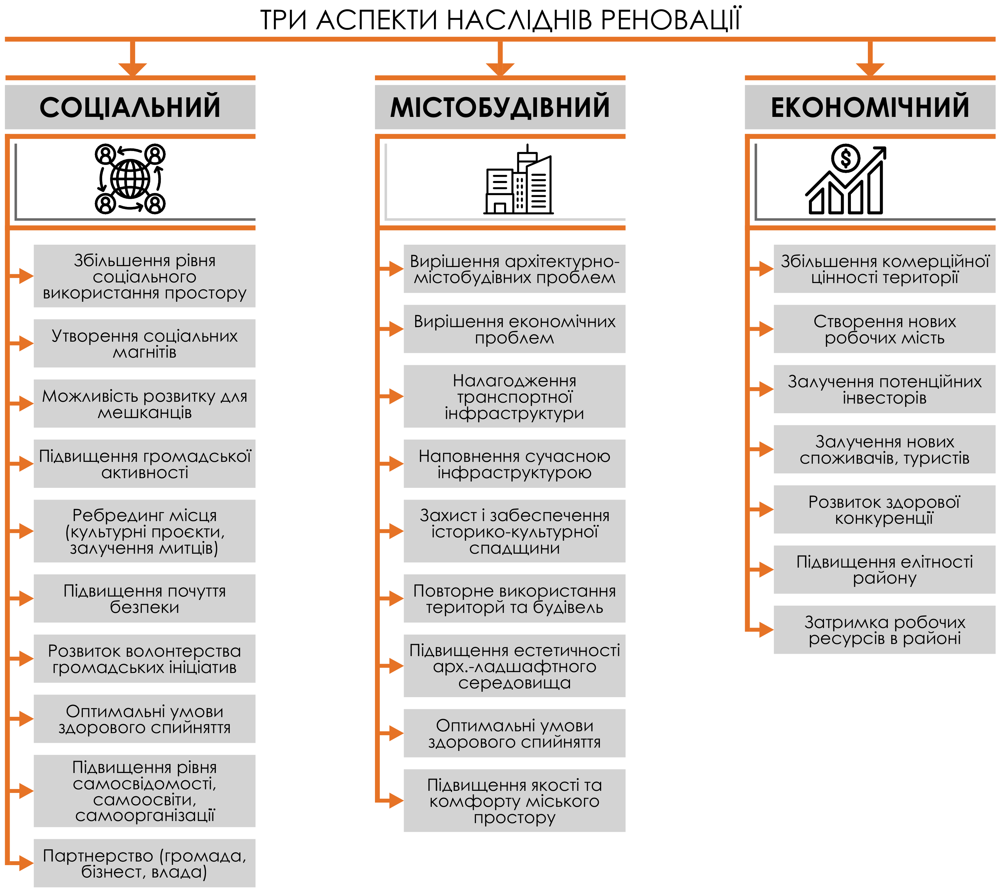 ТРИ АСПЕКТИ НАСЛІДНІВ РЕНОВАЦІЇ
СОЦІАЛЬНИЙ
Збільшення рівня
соціального
використання простору
Утворення соціальних
магнітів
Можливість розвитку для
мешканців
Підвищення громадської
активності
Ребрединг місця
(культурні проєкти,
залучення митців)
Підвищення почуття
безпеки
Розвиток волонтерства
громадських ініціатив
Оптимальні умови
здорового спийняття
Підвищення рівня
самосвідомості,
самоосвіти,
самоорганізації
Партнерство (громада,
бізнест, влада)
МІСТОБУДІВНИЙ
Вирішення архітектурно-
містобудівних проблем
Вирішення економічних
проблем
Налагодження
транспортної
інфраструктури
Наповнення сучасною
інфраструктурою
Захист і забеспечення
історико-культурної
спадщини
Повторне використання
територй та будівель
Підвищення естетичності
арх.-ладшафтного
середовища
Оптимальні умови
здорового спийняття
Підвищення якості та
комфорту міського
простору
ЕКОНОМІЧНИЙ
$
Збільшення комерційної
цінності території
Створення нових
робочих мість
Залучення потенційних
інвесторів
Залучення нових
споживачів, туристів
Розвиток здорової
конкуренції
Підвищення елітності
району
Затримка робочих
ресурсів в районі